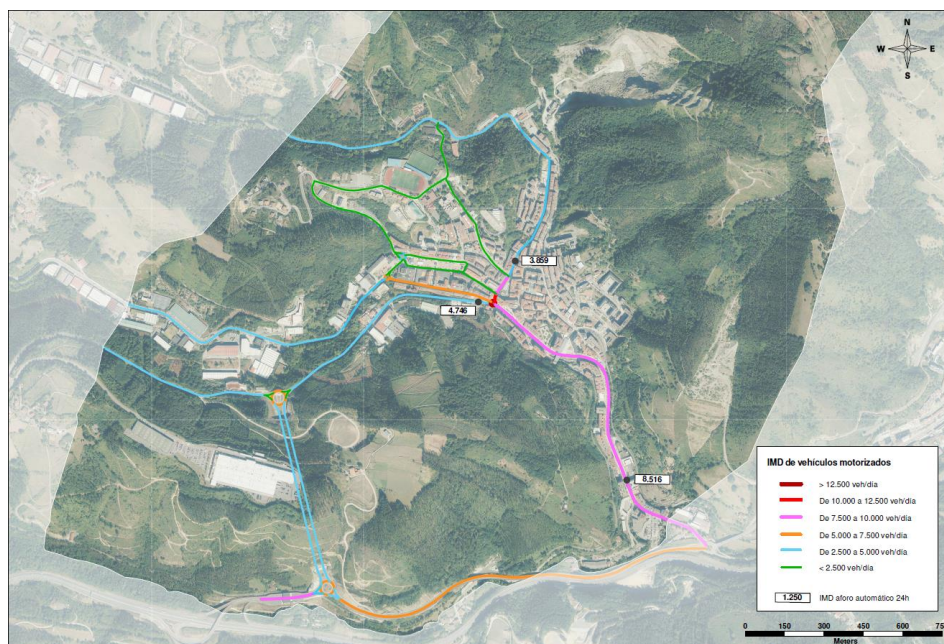 N
W E
S
3.859
4.746
8.516
IMD de vehículos motorizados
> 12.500 veh/día
De 10.000 a 12.500 veh/día
De 7.500 a 10.000 veh/día
De 5.000 a 7.500 veh/día
De 2.500 a 5.000 veh/día
< 2.500 veh/día
1.250 IMD aforo automático 24h
0 150 300 450 600 75
Meters